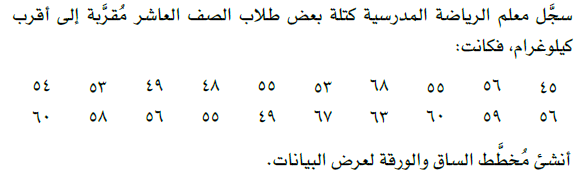 سجَّل معلم الرياضة المدرسية كتلة بعض طلاب الصف العاشر مُقرَّبة إلى أقرب
كيلوغرام، فكانت:
٤٥ ٥٦ ٥٥ ٦٨ ٥٣ ٥٥ ٤٨ ٤٩ ٥٣ ٥٤
٥٦ ٥٩ ٦٠ ٦٣ ٦٧ ٤٩ ٥٥ ٥٦ ٥٨ ٦٠
أنشئ مُخطَّط الساق والورقة لعرض البيانات.